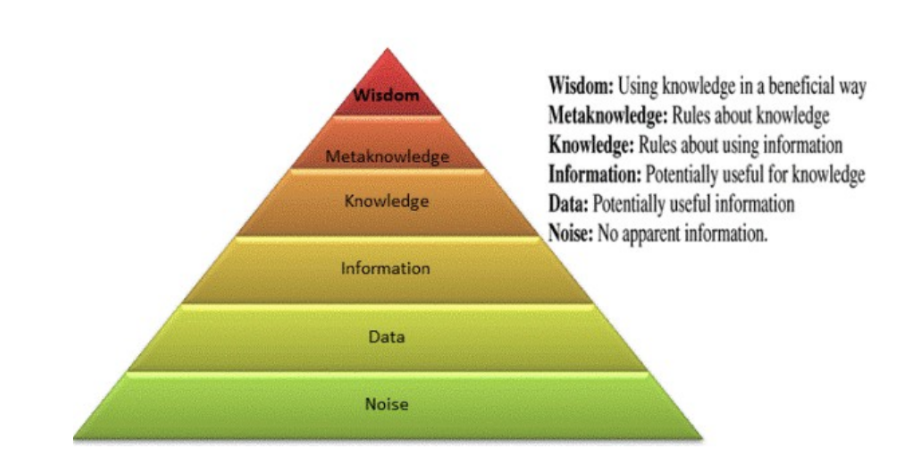 Wisdom
Metaknowledge
Knowledge
Information
Data
Noise
Wisdom: Using knowledge in a beneficial way
Metaknowledge: Rules about knowledge
Knowledge: Rules about using information
Information: Potentially useful for knowledge
Data: Potentially useful information
Noise: No apparent information.